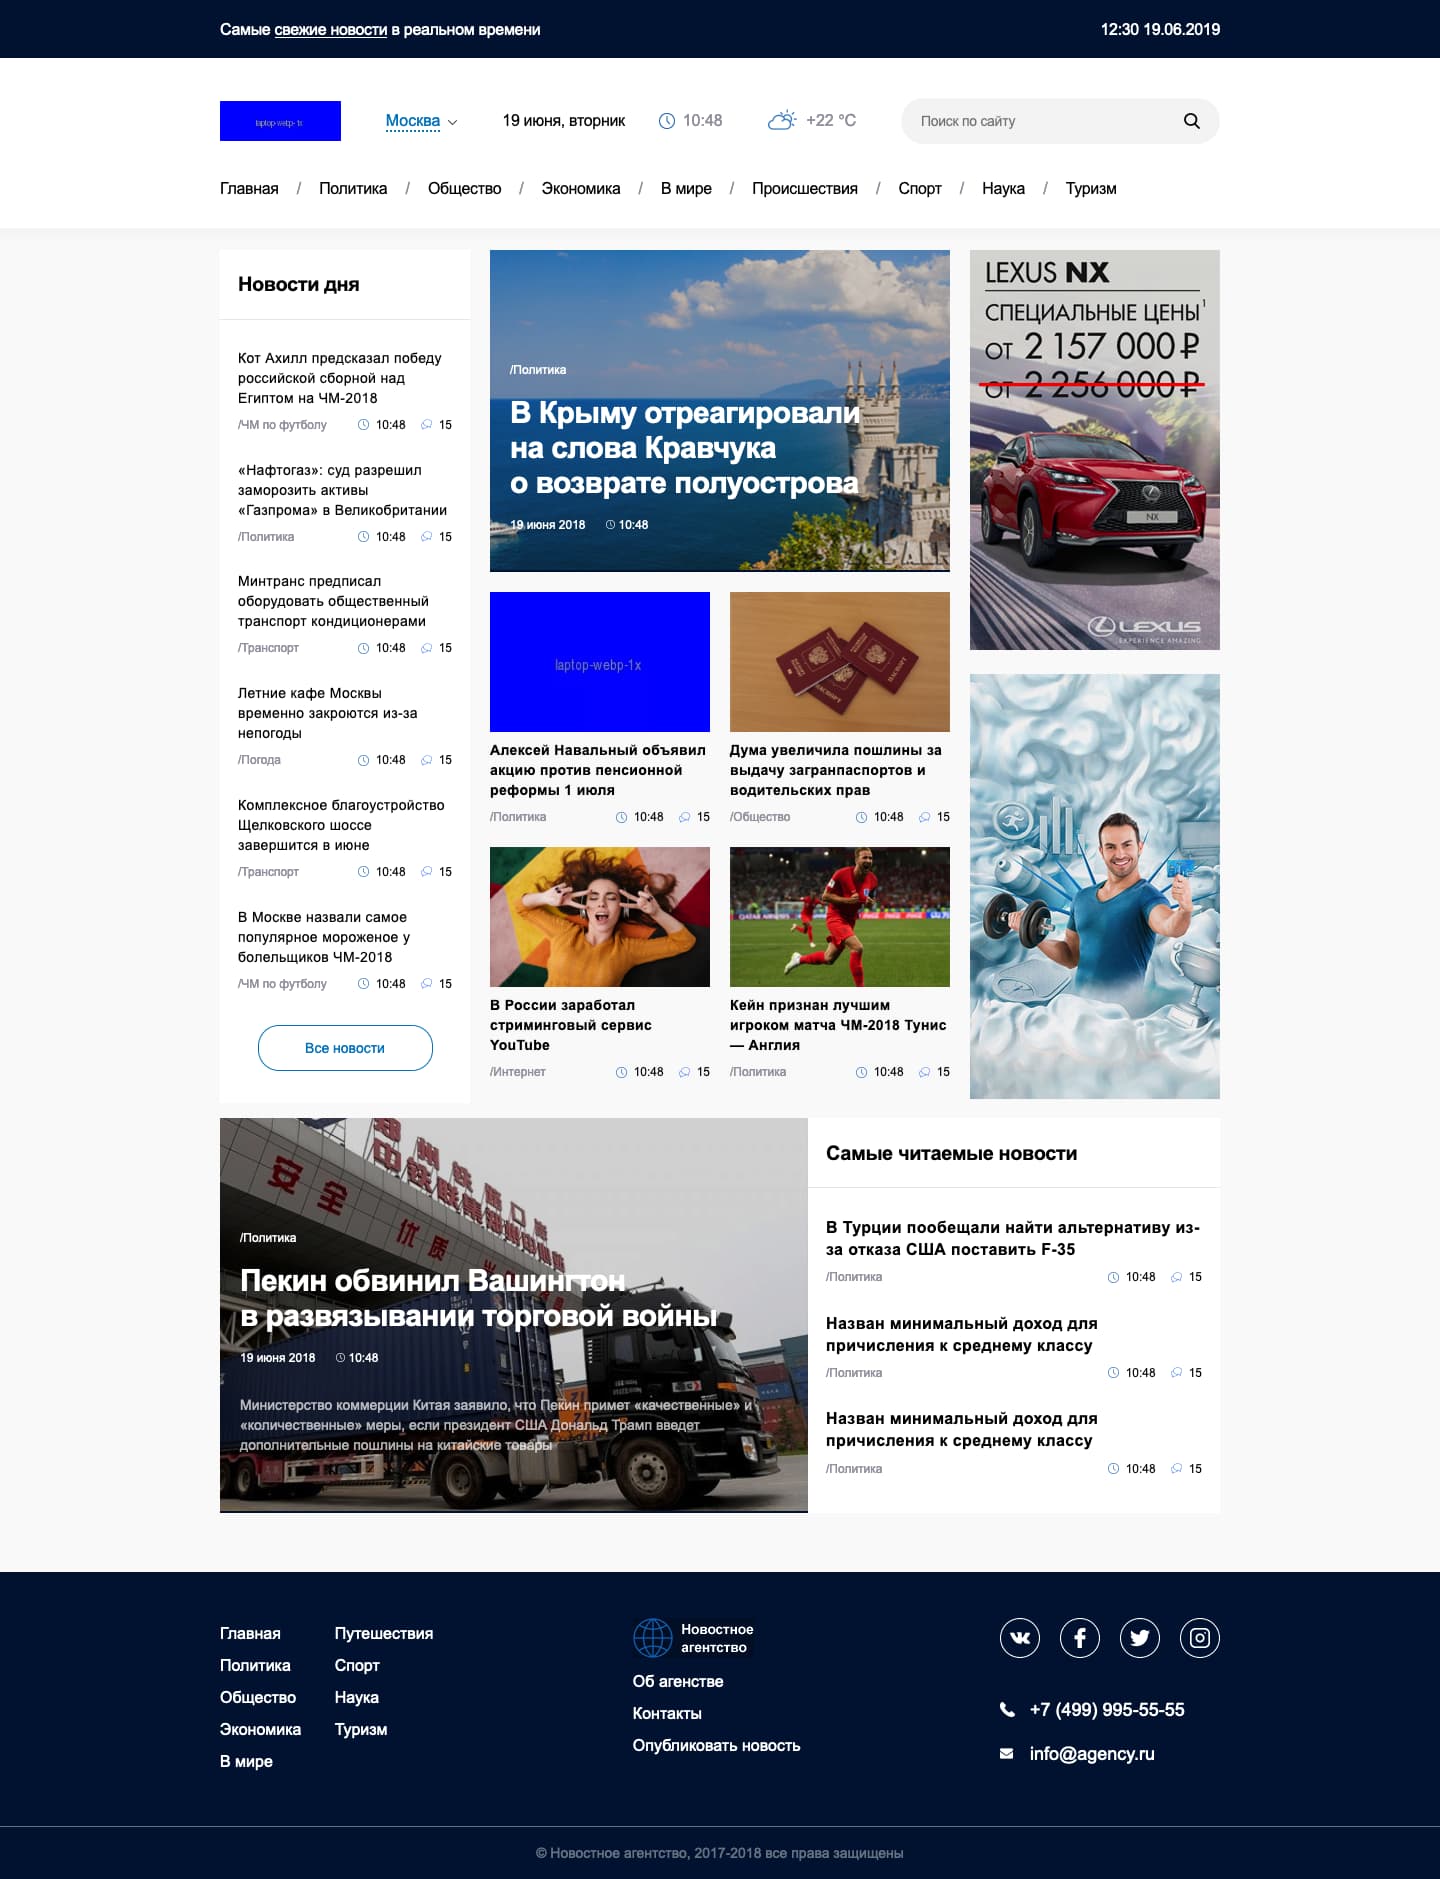 Самые свежие новости в реальном времени
12:30 19.06.2019
laptop-webp-1x
Москва
19 июня, вторник
10:48
+22 °C
Поиск по сайту
Главная / Политика / Общество / Экономика / В мире / Происшествия / Спорт / Наука / Туризм
Новости дня
Кот Ахилл предсказал победу
российской сборной над
Египтом на ЧМ-2018
/ЧМ по футболу 10:48 15
«Нафтогаз»: суд разрешил
заморозить активы
«Газпрома» в Великобритании
/Политика 10:48 15
Минтранс предписал
оборудовать общественный
транспорт кондиционерами
/Транспорт 10:48 15
Летние кафе Москвы
временно закроются из-за
непогоды
/Погода 10:48 15
Комплексное благоустройство
Щелковского шоссе
завершится в июне
/Транспорт 10:48 15
В Москве назвали самое
популярное мороженое у
болельщиков ЧМ-2018
/ЧМ по футболу 10:48 15
Все новости
/Политика
В Крыму отреагировали
на слова Кравчука
о возврате полуострова
19 июня 2018 10:48
laptop-webp-1x
Алексей Навальный объявил
акцию против пенсионной
реформы 1 июля
/Политика 10:48 15
ПАСПОРТ
ПАСПОРТ
Дума увеличила пошлины за
выдачу загранпаспортов и
водительских прав
/Общество 10:48 15
В России заработал
стриминговый сервис
YouTube
/Интернет 10:48 15
QATAR AIRWAYS
Кейн признан лучшим
игроком матча ЧМ-2018 Тунис
— Англия
/Политика 10:48 15
LEXUS NX
СПЕЦИАЛЬНЫЕ ЦЕНЫ1
ОТ 2 157 000 ₽
ОТ 2 256 000 ₽
NX
LEXUS
EXPERIENCE AMAZING
安全 优质
/Политика
Пекин обвинил Вашингтон
в развязывании торговой войны
19 июня 2018 10:48
Министерство коммерции Китая заявило, что Пекин примет «качественные» и
«количественные» меры, если президент США Дональд Трамп введет
дополнительные пошлины на китайские товары
Самые читаемые новости
В Турции пообещали найти альтернативу из-
за отказа США поставить F-35
/Политика 10:48 15
Назван минимальный доход для
причисления к среднему классу
/Политика 10:48 15
Назван минимальный доход для
причисления к среднему классу
/Политика 10:48 15
Главная
Политика
Общество
Экономика
В мире
Путешествия
Спорт
Наука
Туризм
Новостное
агентство
Об агенстве
Контакты
Опубликовать новость
+7 (499) 995-55-55
info@agency.ru
© Новостное агентство, 2017-2018 все права защищены